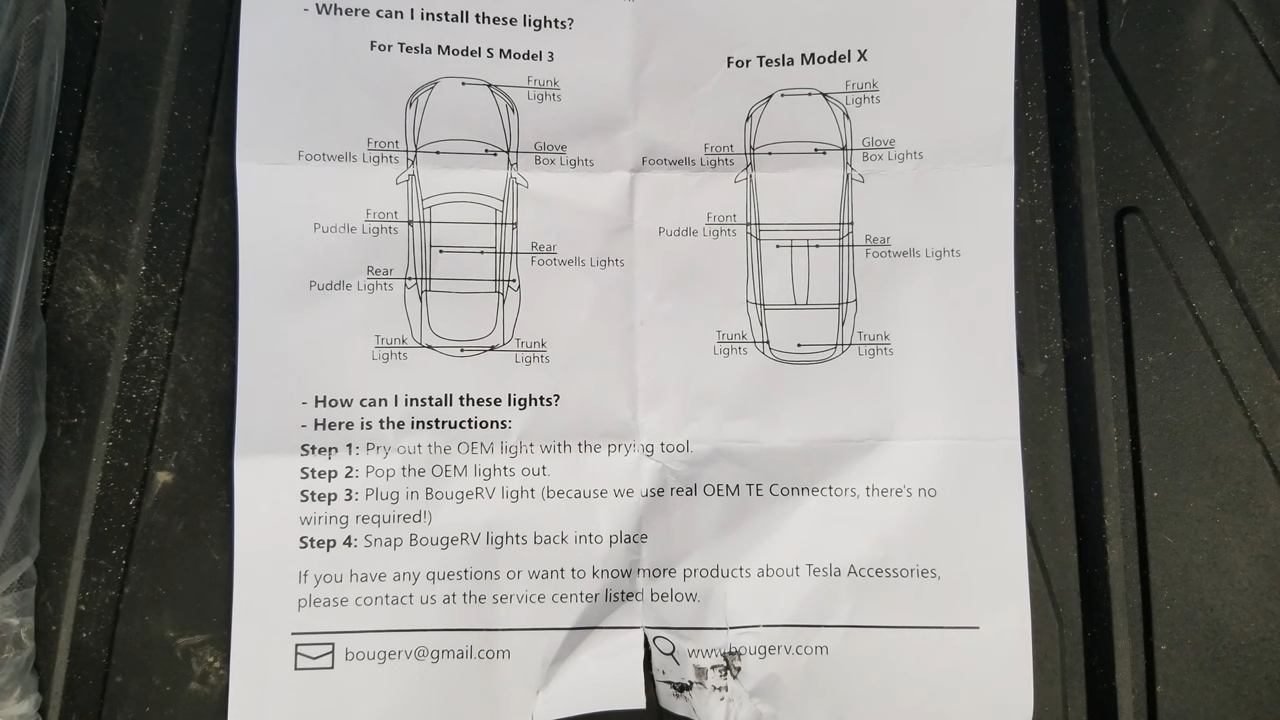 - Where can I install these lights?
For Tesla Model S Model 3
Frunk
Lights
Front
Footwells Lights
Glove
Box Lights
Front
Puddle Lights
Rear
Footwells Lights
Rear
Puddle Lights
Trunk
Lights
Trunk
Lights
For Tesla Model X
Frunk
Lights
Front
Footwells Lights
Glove
Box Lights
Front
Puddle Lights
Rear
Footwells Lights
Trunk
Lights
Trunk
Lights
- How can I install these lights?
- Here is the instructions:
Step 1: Pry out the OEM light with the prying tool.
Step 2: Pop the OEM lights out.
Step 3: Plug in BougeRV light (because we use real OEM TE Connectors, there's no
wiring required!)
Step 4: Snap BougeRV lights back into place
If you have any questions or want to know more products about Tesla Accessories,
please contact us at the service center listed below.
bougerv@gmail.com
www.bougerv.com